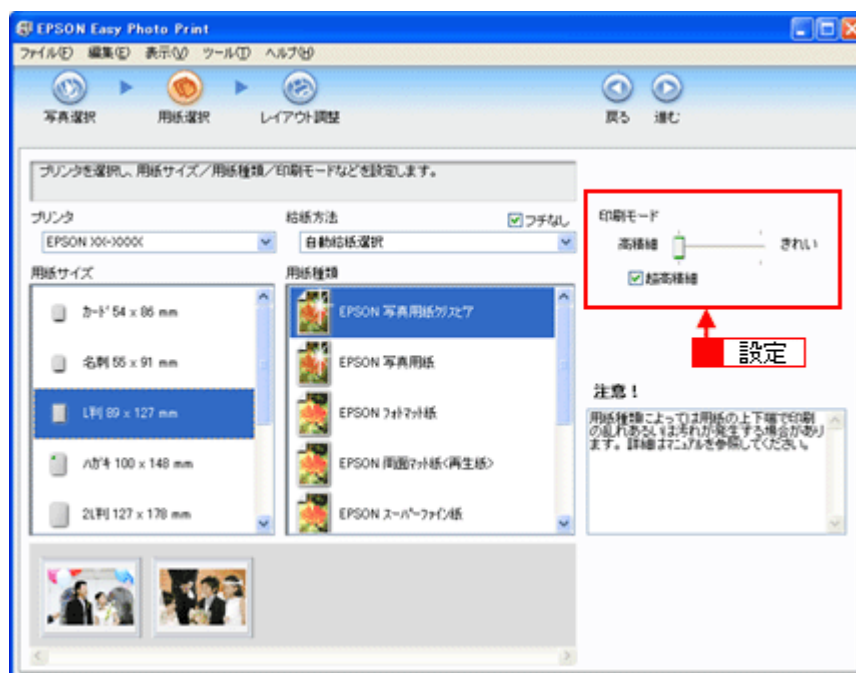 EPSON Easy Photo Print
ファイル(F) 編集(E) 表示(V) ツール(T) ヘルプ(H)
写真選択 用紙選択 レイアウト調整 戻る 進む
プリンタを選択し、用紙サイズ/用紙種類/印刷モードなどを設定します。
プリンタ
EPSON XX-XXXX
給紙方法
フチなし
自動給紙選択
用紙サイズ
カード 54 x 86 mm
名刺 55 x 91 mm
L判 89 x 127 mm
ハガキ 100 x 148 mm
2L判 127 x 178 mm
用紙種類
EPSON 写真用紙クリスピア
EPSON 写真用紙
EPSON フォトマット紙
EPSON 両面マット紙<再生紙>
EPSON スーパーファイン紙
印刷モード
高精細 きれい
超高精細
設定
注意!
用紙種類によっては用紙の上下端で印刷
の乱れあるいは汚れが発生する場合があり
ます。詳細はマニュアルを参照してください。